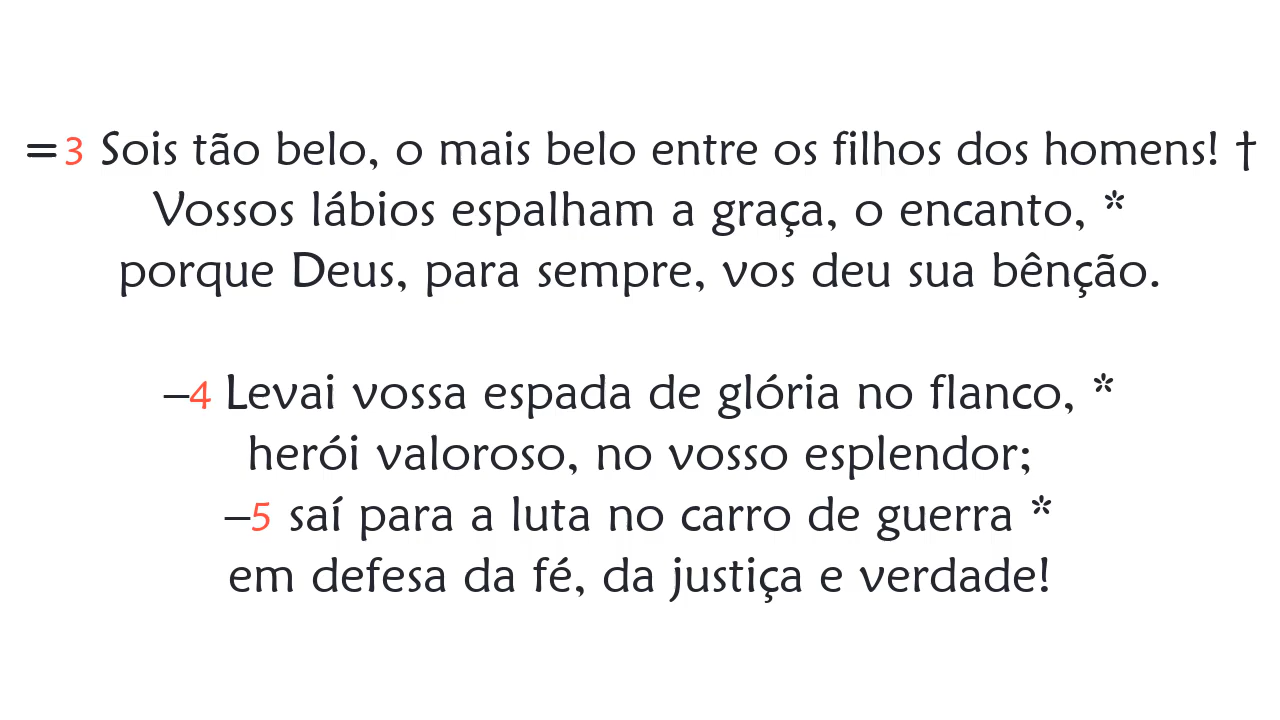 =3 Sois tão belo, o mais belo entre os filhos dos homens! †
Vossos lábios espalham a graça, o encanto, *
porque Deus, para sempre, vos deu sua bênção.
–4 Levai vossa espada de glória no flanco, *
herói valoroso, no vosso esplendor;
–5 saí para a luta no carro de guerra *
em defesa da fé, da justiça e verdade!